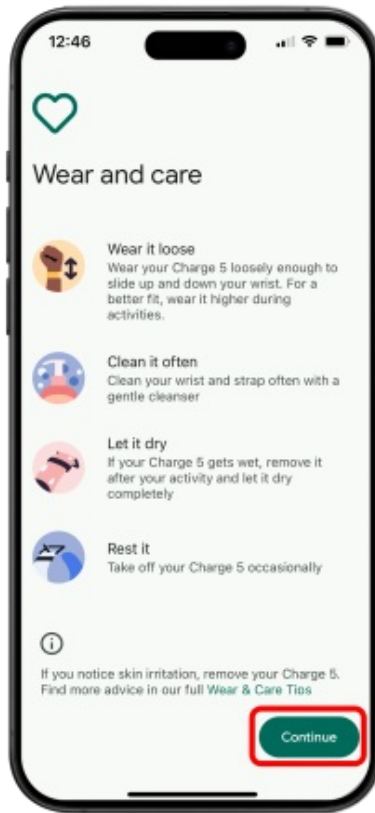 12:46
Wear and care
Wear it loose
Wear your Charge 5 loosely enough to
slide up and down your wrist. For a
better fit, wear it higher during
activities.
Clean it often
Clean your wrist and strap often with a
gentle cleanser
Let it dry
If your Charge 5 gets wet, remove it
after your activity and let it dry
completely
Rest it
Take off your Charge 5 occasionally
If you notice skin irritation, remove your Charge 5.
Find more advice in our full Wear & Care Tips
Continue